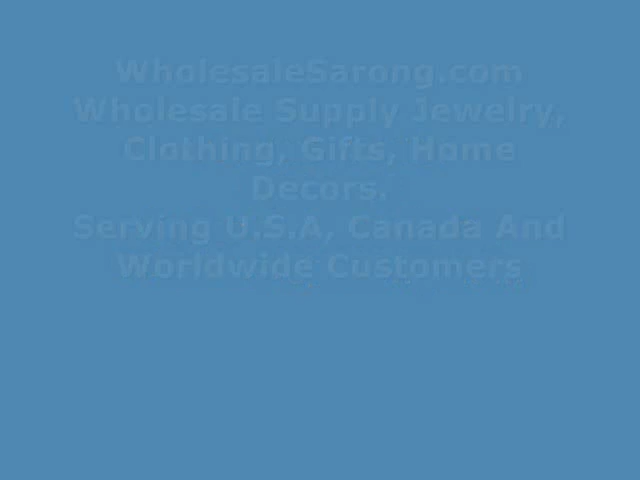 WholesaleSarong.com
Wholesale Supply Jewelry,
Clothing, Gifts, Home
Decors.
Serving U.S.A, Canada And
Worldwide Customers